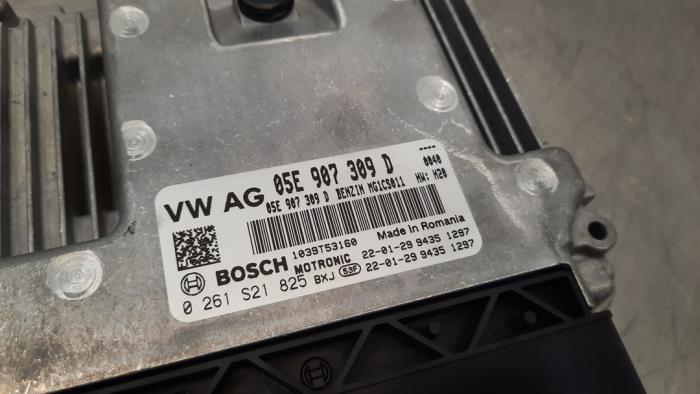 VW AG 05E 907 309 D ----
05E 907 309 D BENZIN MG1CS011 0040
HW: H20
1039T53160 Made in Romania
BOSCH MOTRONIC 22-01-29 9435 1297
0 261 S21 825 BXJ 53F 22-01-29 9435 1297